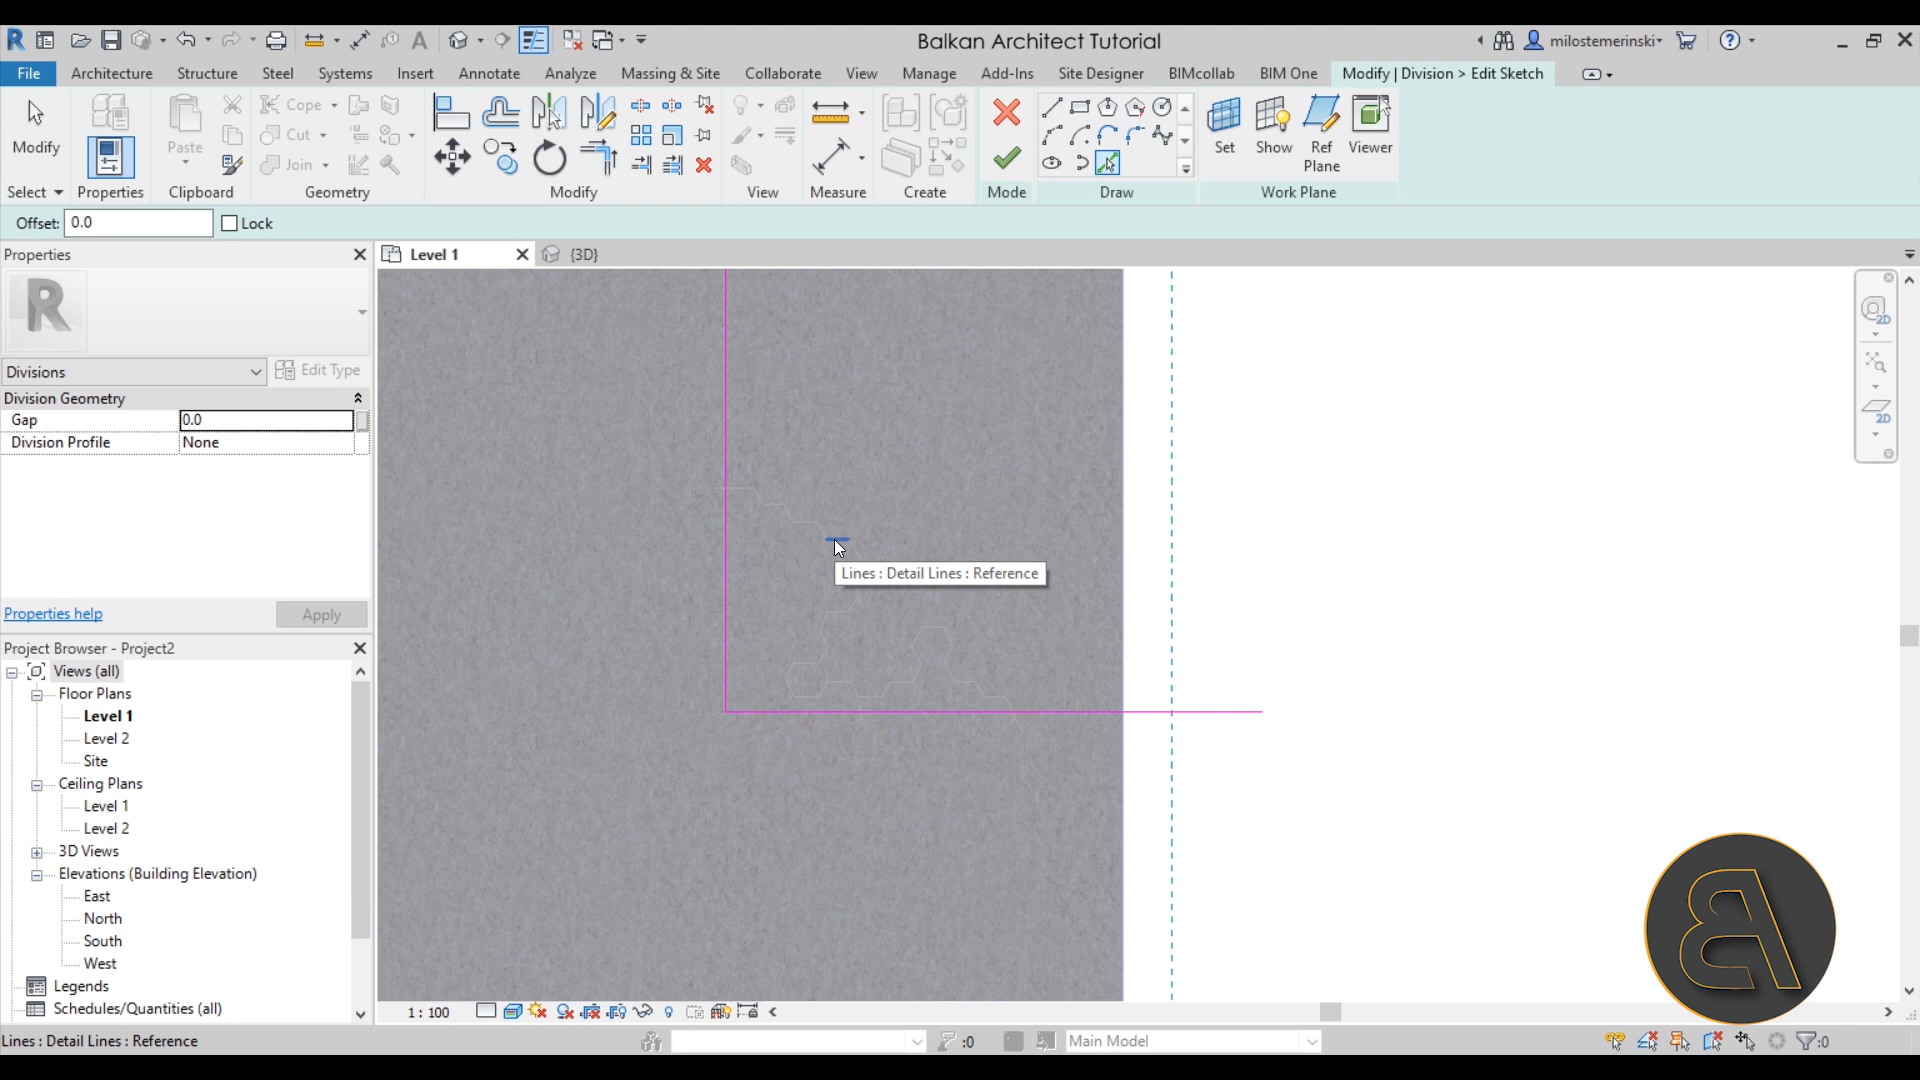 Balkan Architect Tutorial
milostemerinski
File Architecture Structure Steel Systems Insert Annotate Analyze Massing & Site Collaborate View Manage Add-Ins Site Designer BIMcollab BIM One Modify | Division > Edit Sketch
Modify
Paste
Cope
Cut
Join
Set Show Ref Plane Viewer
Select Properties Clipboard Geometry Modify View Measure Create Mode Draw Work Plane
Offset: 0.0 Lock
Properties
Level 1 {3D}
2D
2D
R
Divisions Edit Type
Division Geometry
Gap 0.0
Division Profile None
Lines : Detail Lines : Reference
Properties help Apply
Project Browser - Project2
Views (all)
Floor Plans
Level 1
Level 2
Site
Ceiling Plans
Level 1
Level 2
3D Views
Elevations (Building Elevation)
East
North
South
West
Legends
Schedules/Quantities (all)
1 : 100
Lines : Detail Lines : Reference :0 Main Model :0